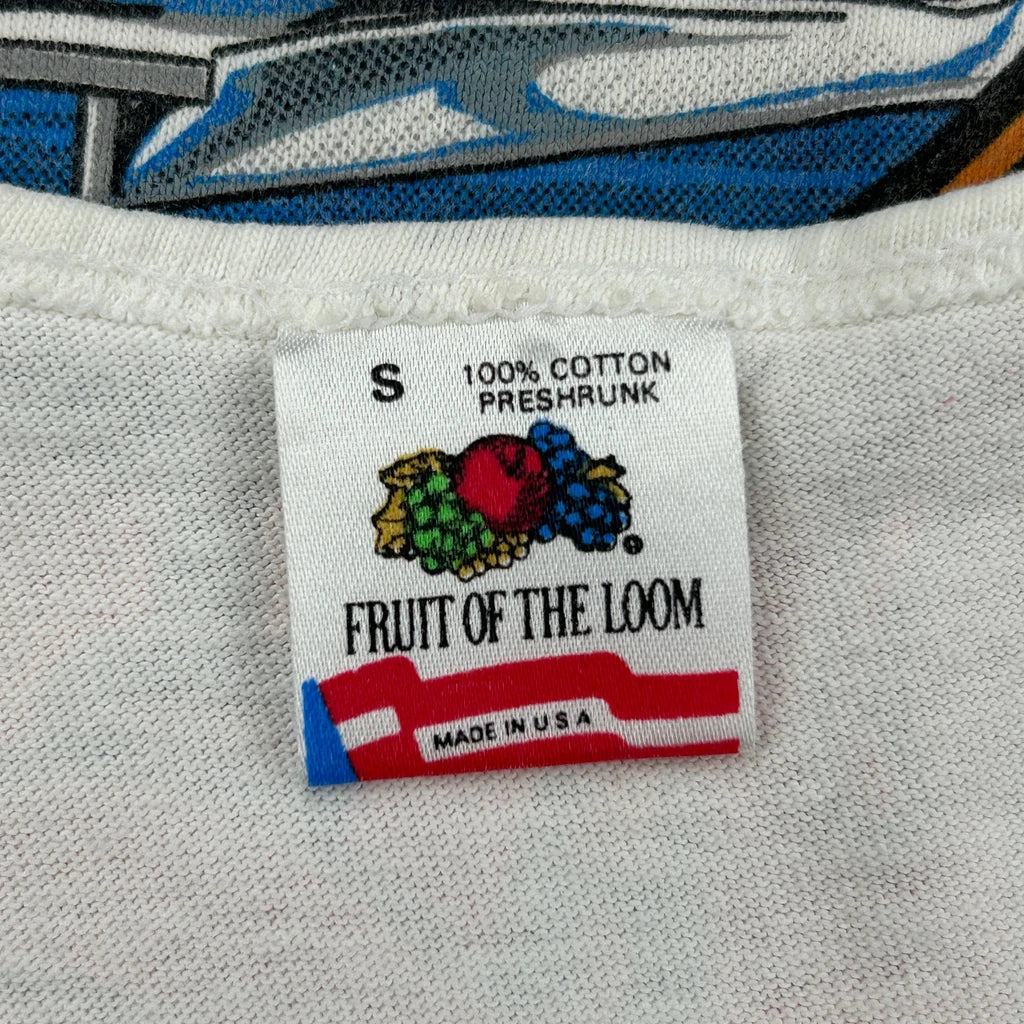 S
100% COTTON
PRESHRUNK
®
FRUIT OF THE LOOM
MADE IN U S A